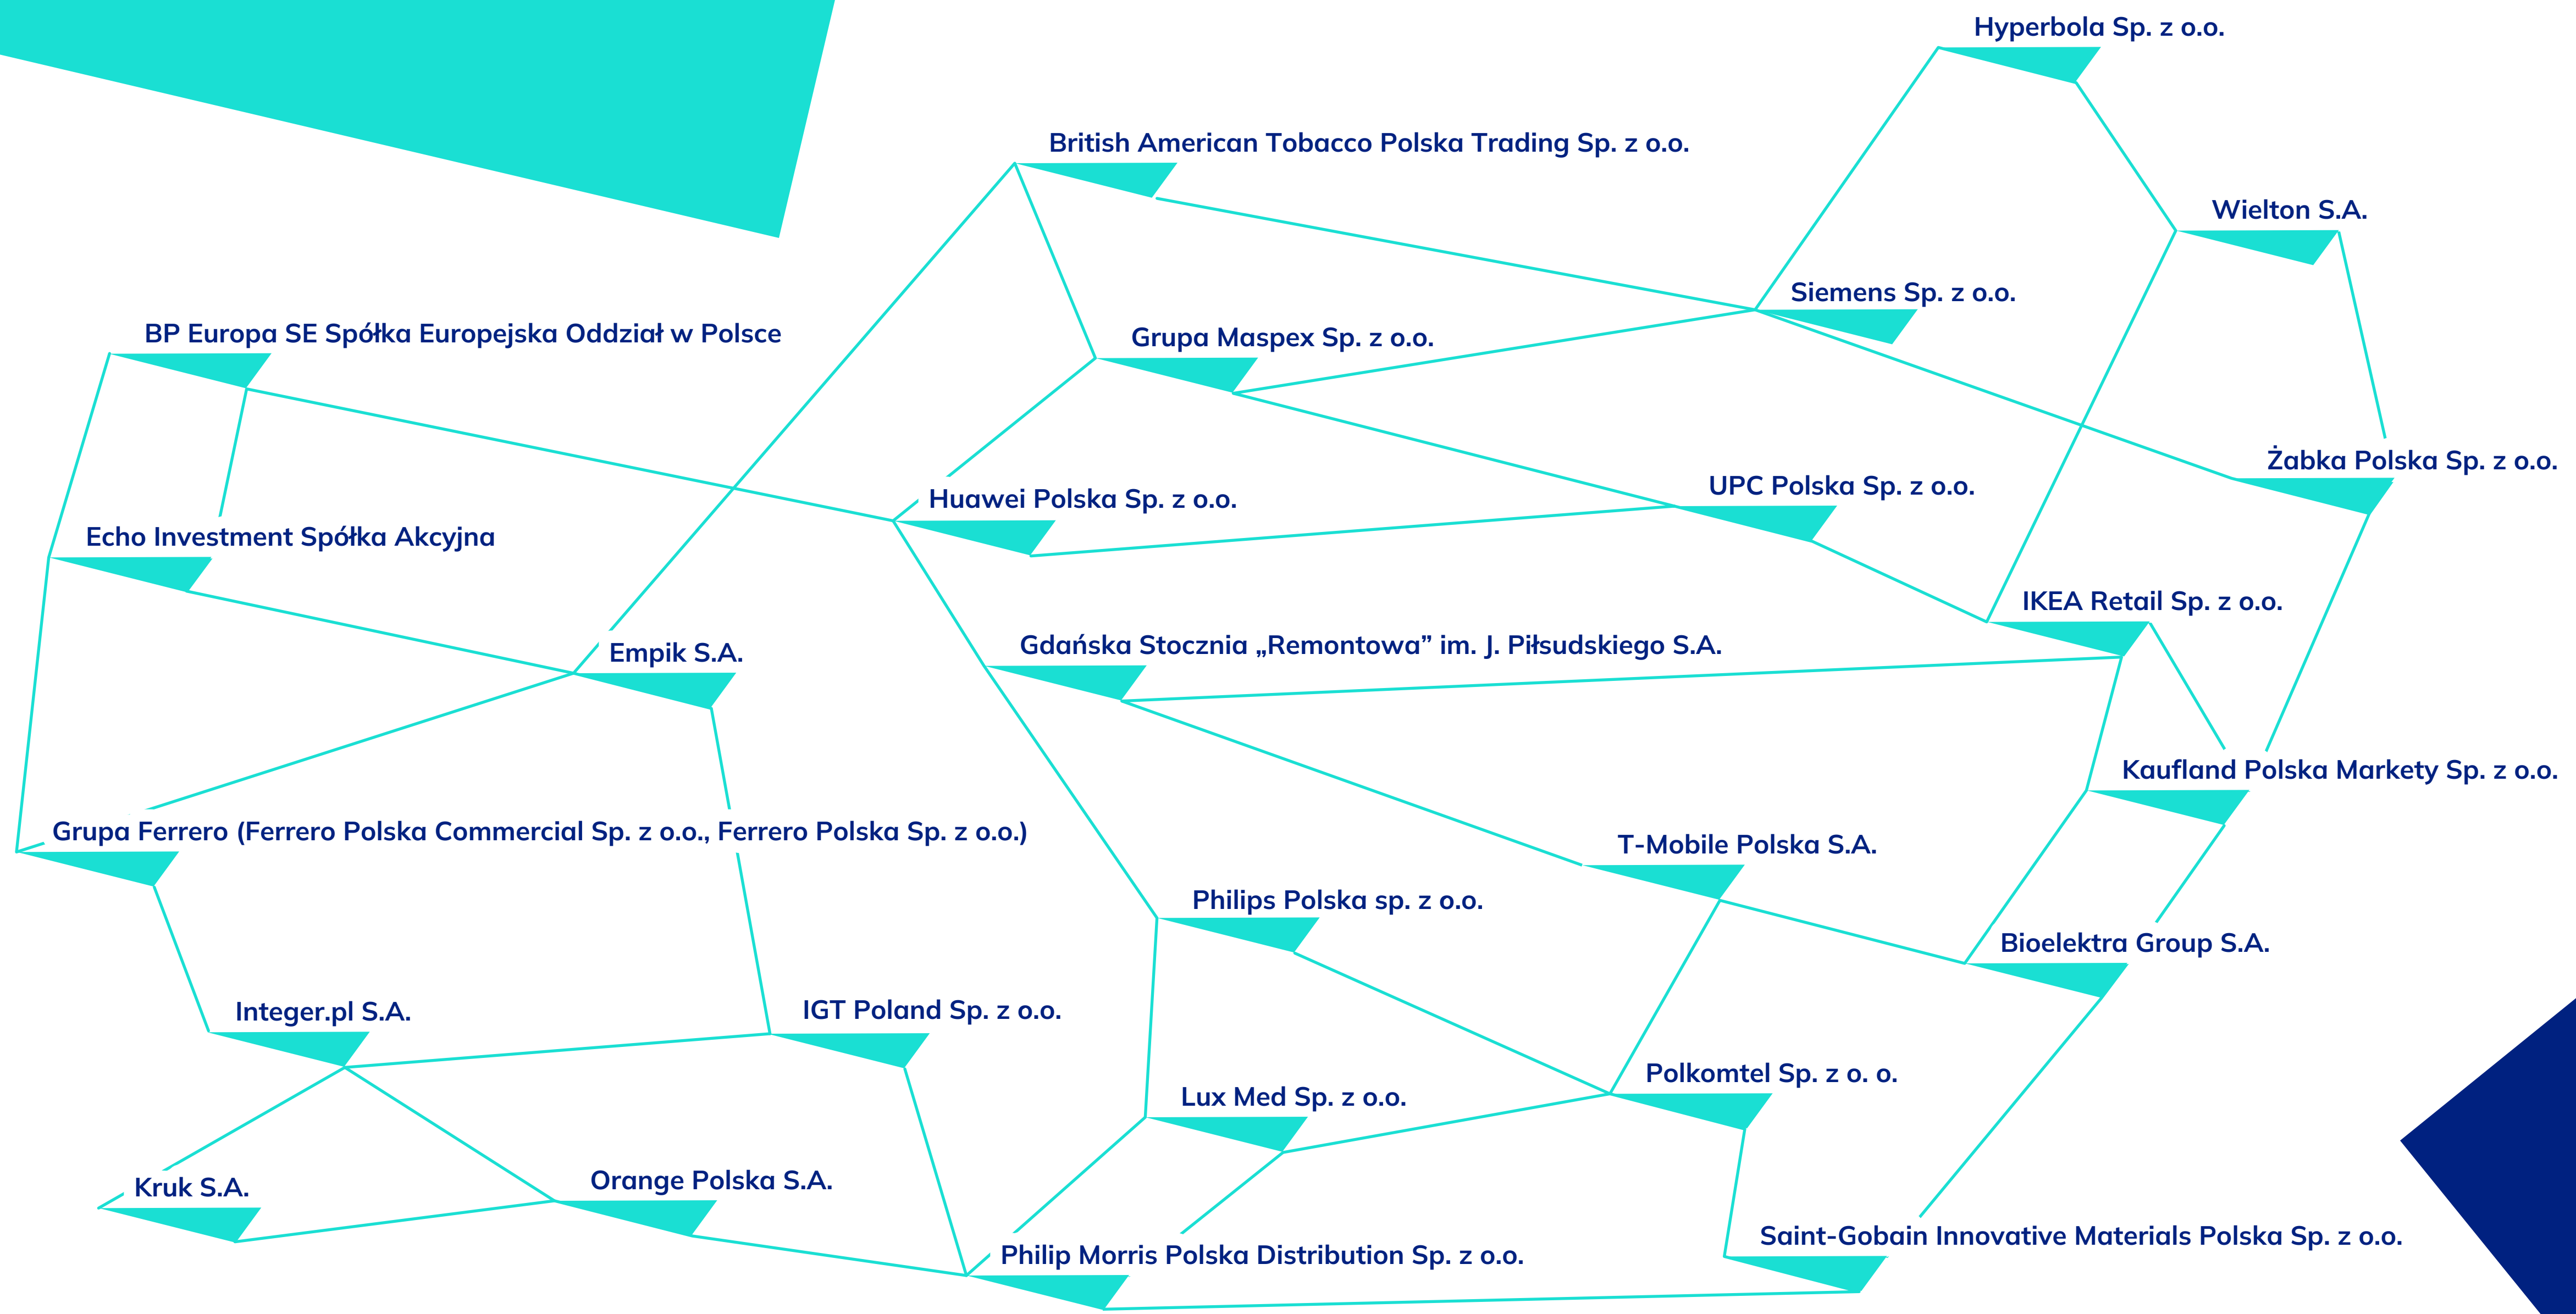 Hyperbola Sp. z o.o.
British American Tobacco Polska Trading Sp. z o.o.
Wielton S.A.
Siemens Sp. z o.o.
BP Europa SE Spółka Europejska Oddział w Polsce
Grupa Maspex Sp. z o.o.
Żabka Polska Sp. z o.o.
UPC Polska Sp. z o.o.
Huawei Polska Sp. z o.o.
Echo Investment Spółka Akcyjna
IKEA Retail Sp. z o.o.
Gdańska Stocznia „Remontowa” im. J. Piłsudskiego S.A.
Empik S.A.
Kaufland Polska Markety Sp. z o.o.
Grupa Ferrero (Ferrero Polska Commercial Sp. z o.o., Ferrero Polska Sp. z o.o.)
T-Mobile Polska S.A.
Philips Polska sp. z o.o.
Bioelektra Group S.A.
Integer.pl S.A.
IGT Poland Sp. z o.o.
Polkomtel Sp. z o. o.
Lux Med Sp. z o.o.
Orange Polska S.A.
Kruk S.A.
Saint-Gobain Innovative Materials Polska Sp. z o.o.
Philip Morris Polska Distribution Sp. z o.o.